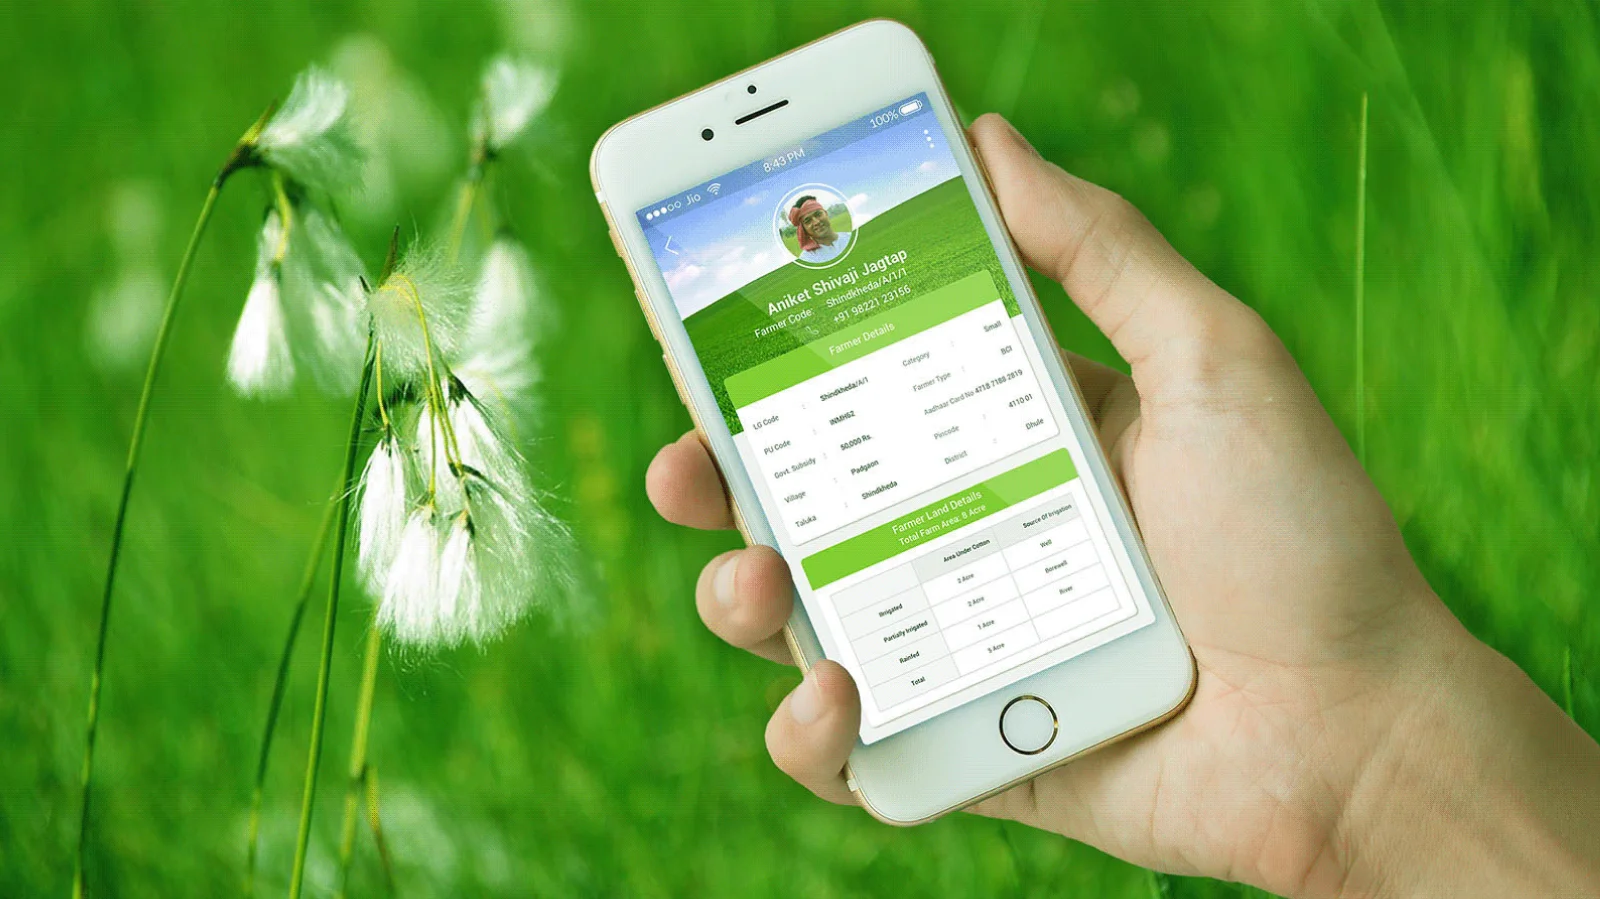 Jio 8:43 PM 100%
Aniket Shivaji Jagtap
Farmer Code: Shindkheda/A/1/1
+91 98221 23156
Farmer Details
LG Code : Shindkheda/A/1
Category : Small
PU Code : INMH62
Farmer Type : BCI
Govt. Subsidy : 50,000 Rs.
Aadhaar Card No 4718 7188 2819
Village : Padgaon
Pincode : 4110 01
Taluka : Shindkheda
District : Dhule
Farmer Land Details
Total Farm Area: 8 Acre
Area Under Cotton Source Of Irrigation
Irrigated 2 Acre Well
Partially Irrigated 2 Acre Borewell
Rainfed 1 Acre River
Total 5 Acre